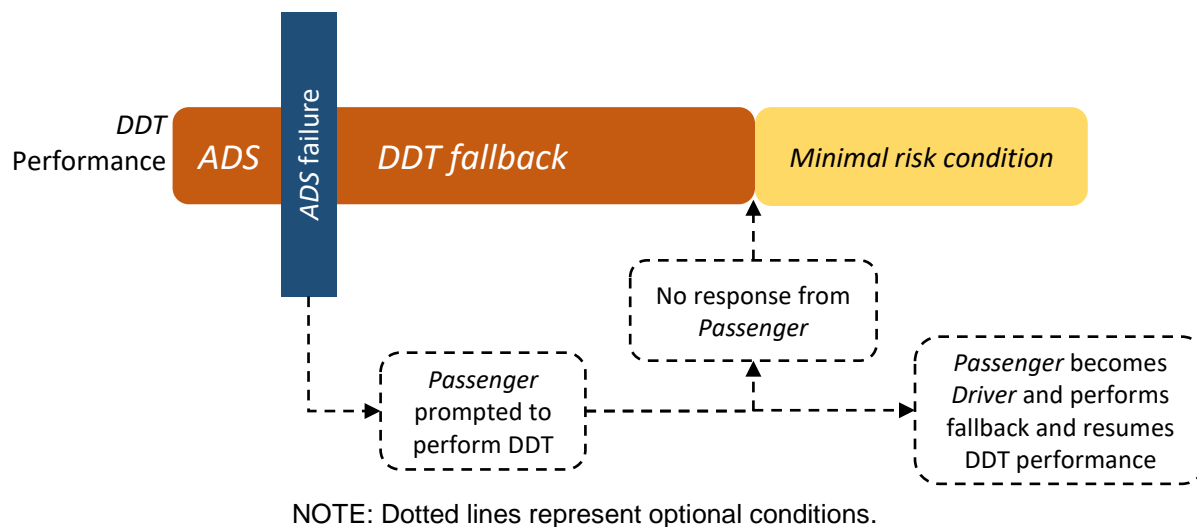 DDT
Performance
ADS
ADS failure
DDT fallback
Minimal risk condition
No response from
Passenger
Passenger
prompted to
perform DDT
Passenger becomes
Driver and performs
fallback and resumes
DDT performance
NOTE: Dotted lines represent optional conditions.